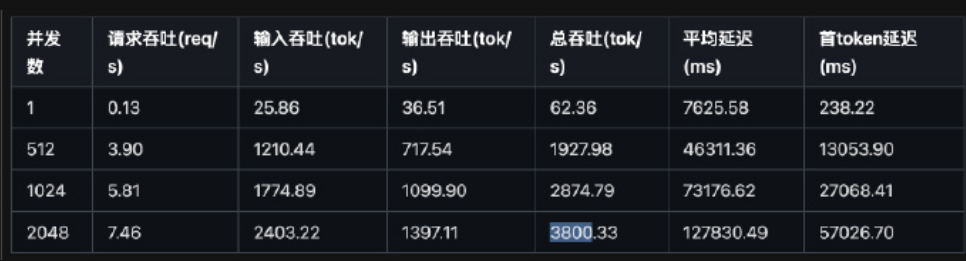 并发 请求吞吐(req/ 输入吞吐(tok/ 输出吞吐(tok/ 总吞吐(tok/ 平均延迟 首token延迟
数 s) s) s) s) (ms) (ms)
1 0.13 25.86 36.51 62.36 7625.58 238.22
512 3.90 1210.44 717.54 1927.98 46311.36 13053.90
1024 5.81 1774.89 1099.90 2874.79 73176.62 27068.41
2048 7.46 2403.22 1397.11 3800.33 127830.49 57026.70